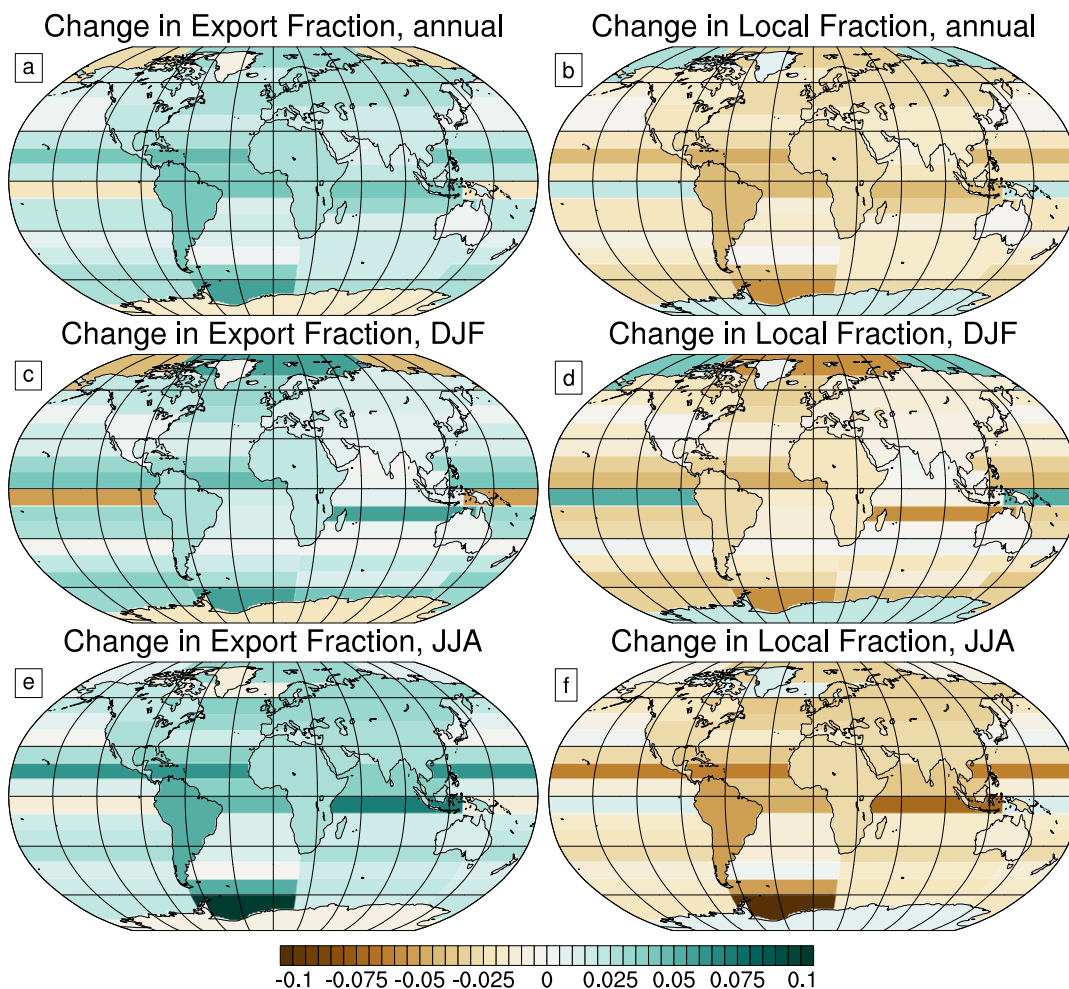 Change in Export Fraction, annual
Change in Local Fraction, annual
a
b
Change in Export Fraction, DJF
Change in Local Fraction, DJF
c
d
Change in Export Fraction, JJA
Change in Local Fraction, JJA
e
f
-0.1 -0.075 -0.05 -0.025 0 0.025 0.05 0.075 0.1